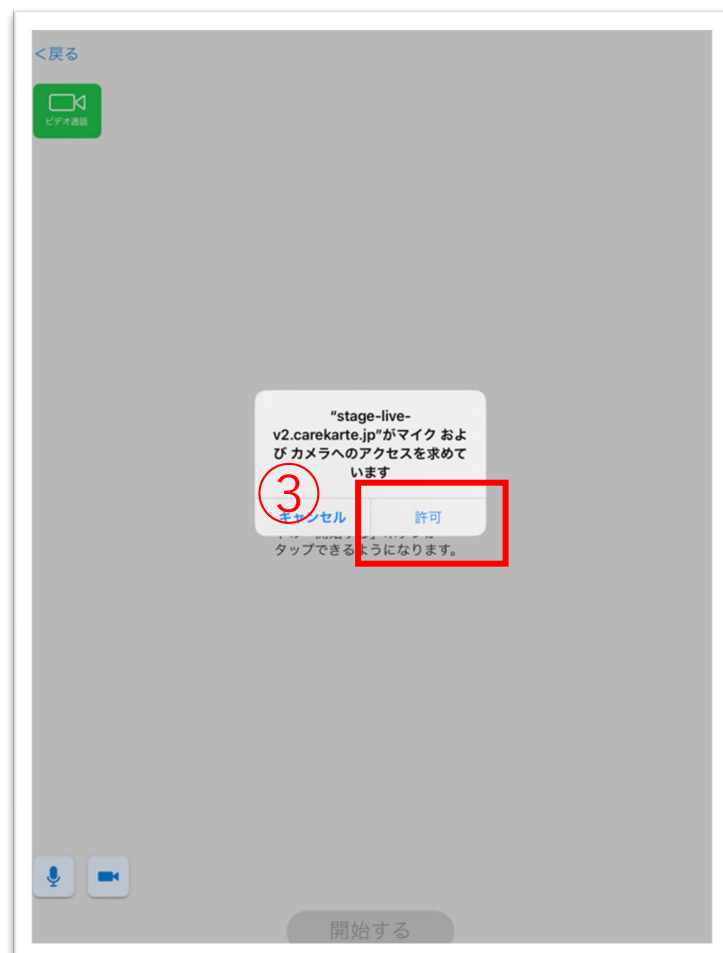 <戻る
ビデオ通話
"stage-live-
v2.carekarte.jp"がマイク およ
び カメラへのアクセスを求めて
います
③
キャンセル
許可
タップできるようになります。
開始する